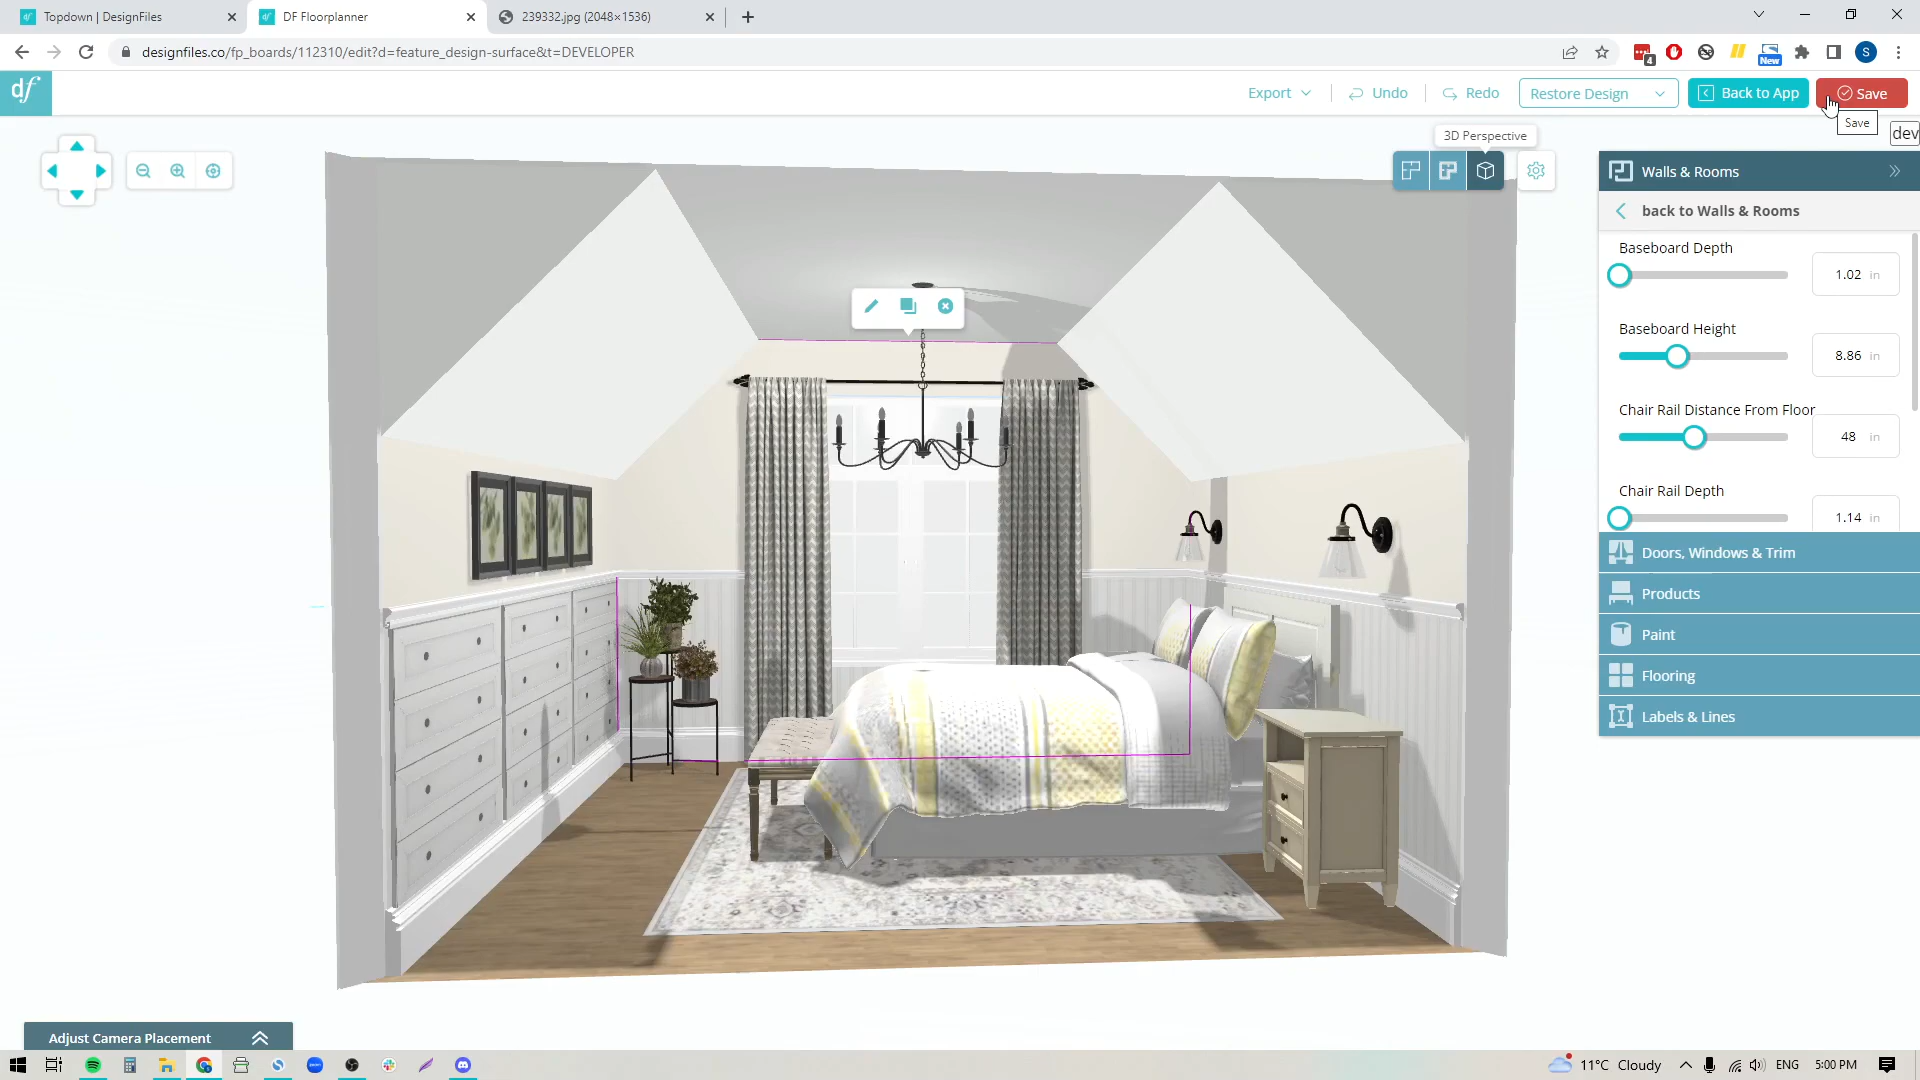 Topdown | DesignFiles
DF Floorplanner
239332.jpg (2048×1536)
designfiles.co/fp_boards/112310/edit?d=feature_design-surface&t=DEVELOPER
4
New
S
df
Export
Undo
Redo
Restore Design
Back to App
Save
Save
dev
3D Perspective
Walls & Rooms
back to Walls & Rooms
Baseboard Depth
1.02 in
Baseboard Height
8.86 in
Chair Rail Distance From Floor
48 in
Chair Rail Depth
1.14 in
Doors, Windows & Trim
Products
Paint
Flooring
Labels & Lines
Adjust Camera Placement
11°C Cloudy
ENG
5:00 PM